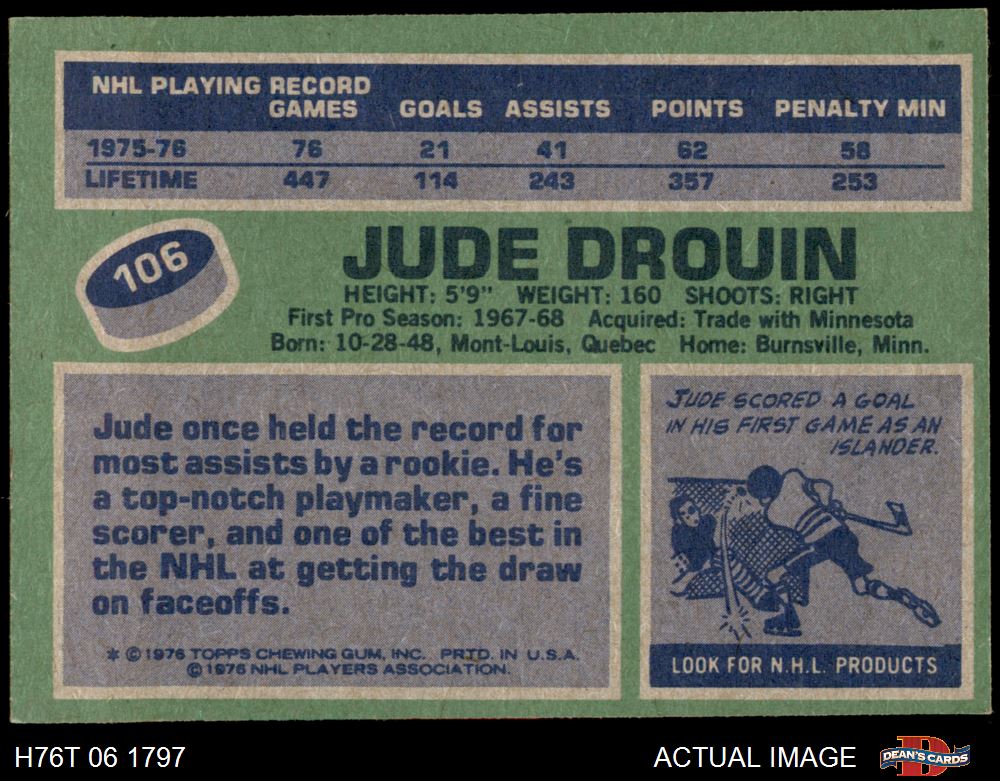 NHL PLAYING RECORD
GAMES GOALS ASSISTS POINTS PENALTY MIN
1975-76 76 21 41 62 58
LIFETIME 447 114 243 357 253
106
JUDE DROUIN
HEIGHT: 5'9" WEIGHT: 160 SHOOTS: RIGHT
First Pro Season: 1967-68 Acquired: Trade with Minnesota
Born: 10-28-48, Mont-Louis, Quebec Home: Burnsville, Minn.
Jude once held the record for
most assists by a rookie. He's
a top-notch playmaker, a fine
scorer, and one of the best in
the NHL at getting the draw
on faceoffs.
* © 1976 TOPPS CHEWING GUM, INC. PRTD. IN U.S.A.
© 1976 NHL PLAYERS ASSOCIATION.
JUDE SCORED A GOAL
IN HIS FIRST GAME AS AN
ISLANDER.
LOOK FOR N.H.L. PRODUCTS
H76T 06 1797
ACTUAL IMAGE
D
DEAN'S CARDS